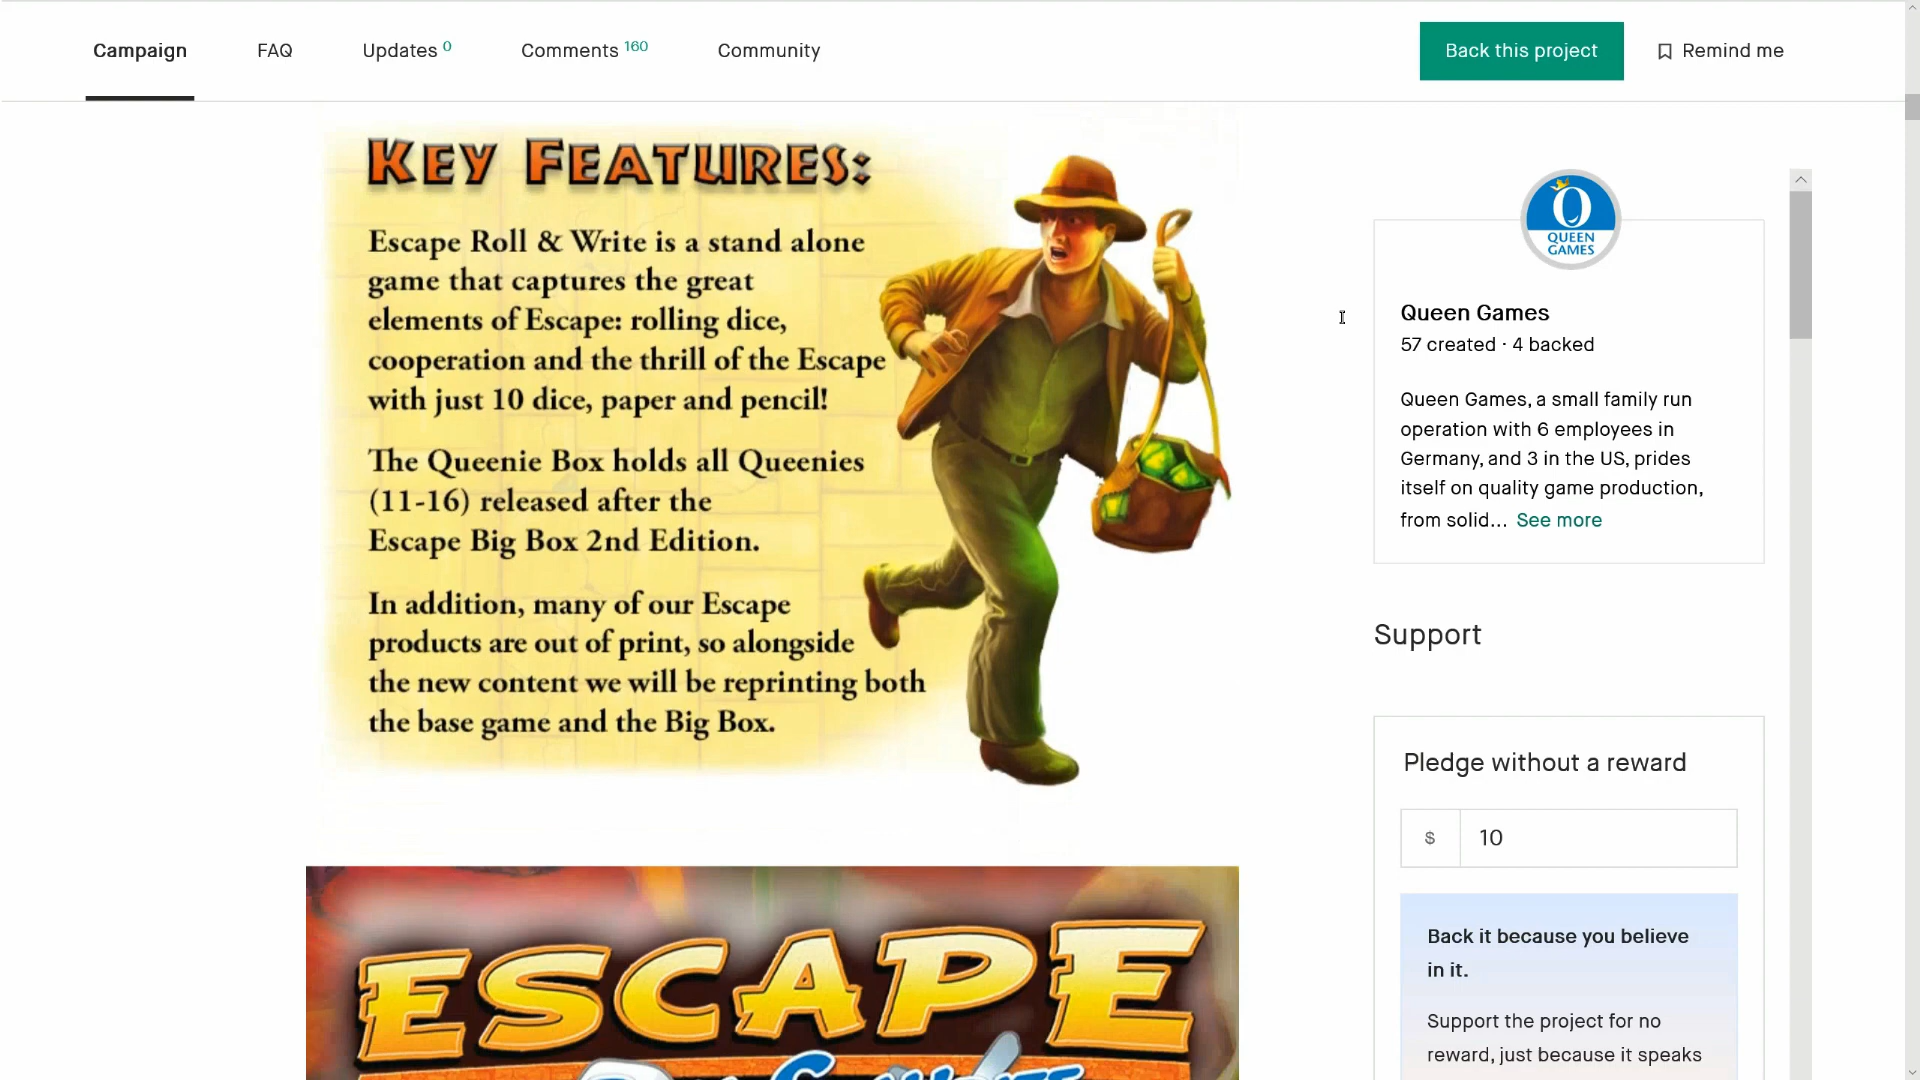 Campaign
FAQ
Updates 0
Comments 160
Community
Back this project
Remind me
KEY FEATURES:
Escape Roll & Write is a stand alone
game that captures the great
elements of Escape: rolling dice,
cooperation and the thrill of the Escape
with just 10 dice, paper and pencil!
The Queenie Box holds all Queenies
(11-16) released after the
Escape Big Box 2nd Edition.
In addition, many of our Escape
products are out of print, so alongside
the new content we will be reprinting both
the base game and the Big Box.
ESCAPE
Q
QUEEN
GAMES
Queen Games
57 created · 4 backed
Queen Games, a small family run
operation with 6 employees in
Germany, and 3 in the US, prides
itself on quality game production,
from solid... See more
Support
Pledge without a reward
$ 10
Back it because you believe
in it.
Support the project for no
reward, just because it speaks